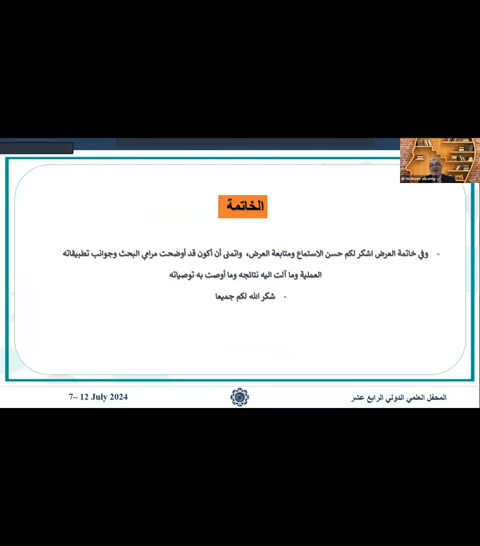 الخاتمة
- وفي خاتمة العرض اشكر لكم حسن الاستماع ومتابعة العرض، واتمنى أن أكون قد أوضحت مرامي البحث وجوانب تطبيقاته
العملية وما آلت اليه نتائجه وما أوصت به توصياته
- شكر الله لكم جميعا
المحفل العلمي الدولي الرابع عشر
7– 12 July 2024